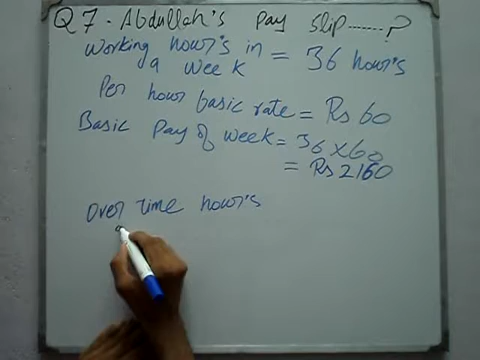 Q7. Abdullah's pay slip.......?
Working hour's in
a week = 36 hour's
Per hour basic rate = Rs 60
Basic Pay of week = 36 x 60
= Rs 2160
Over time hour's